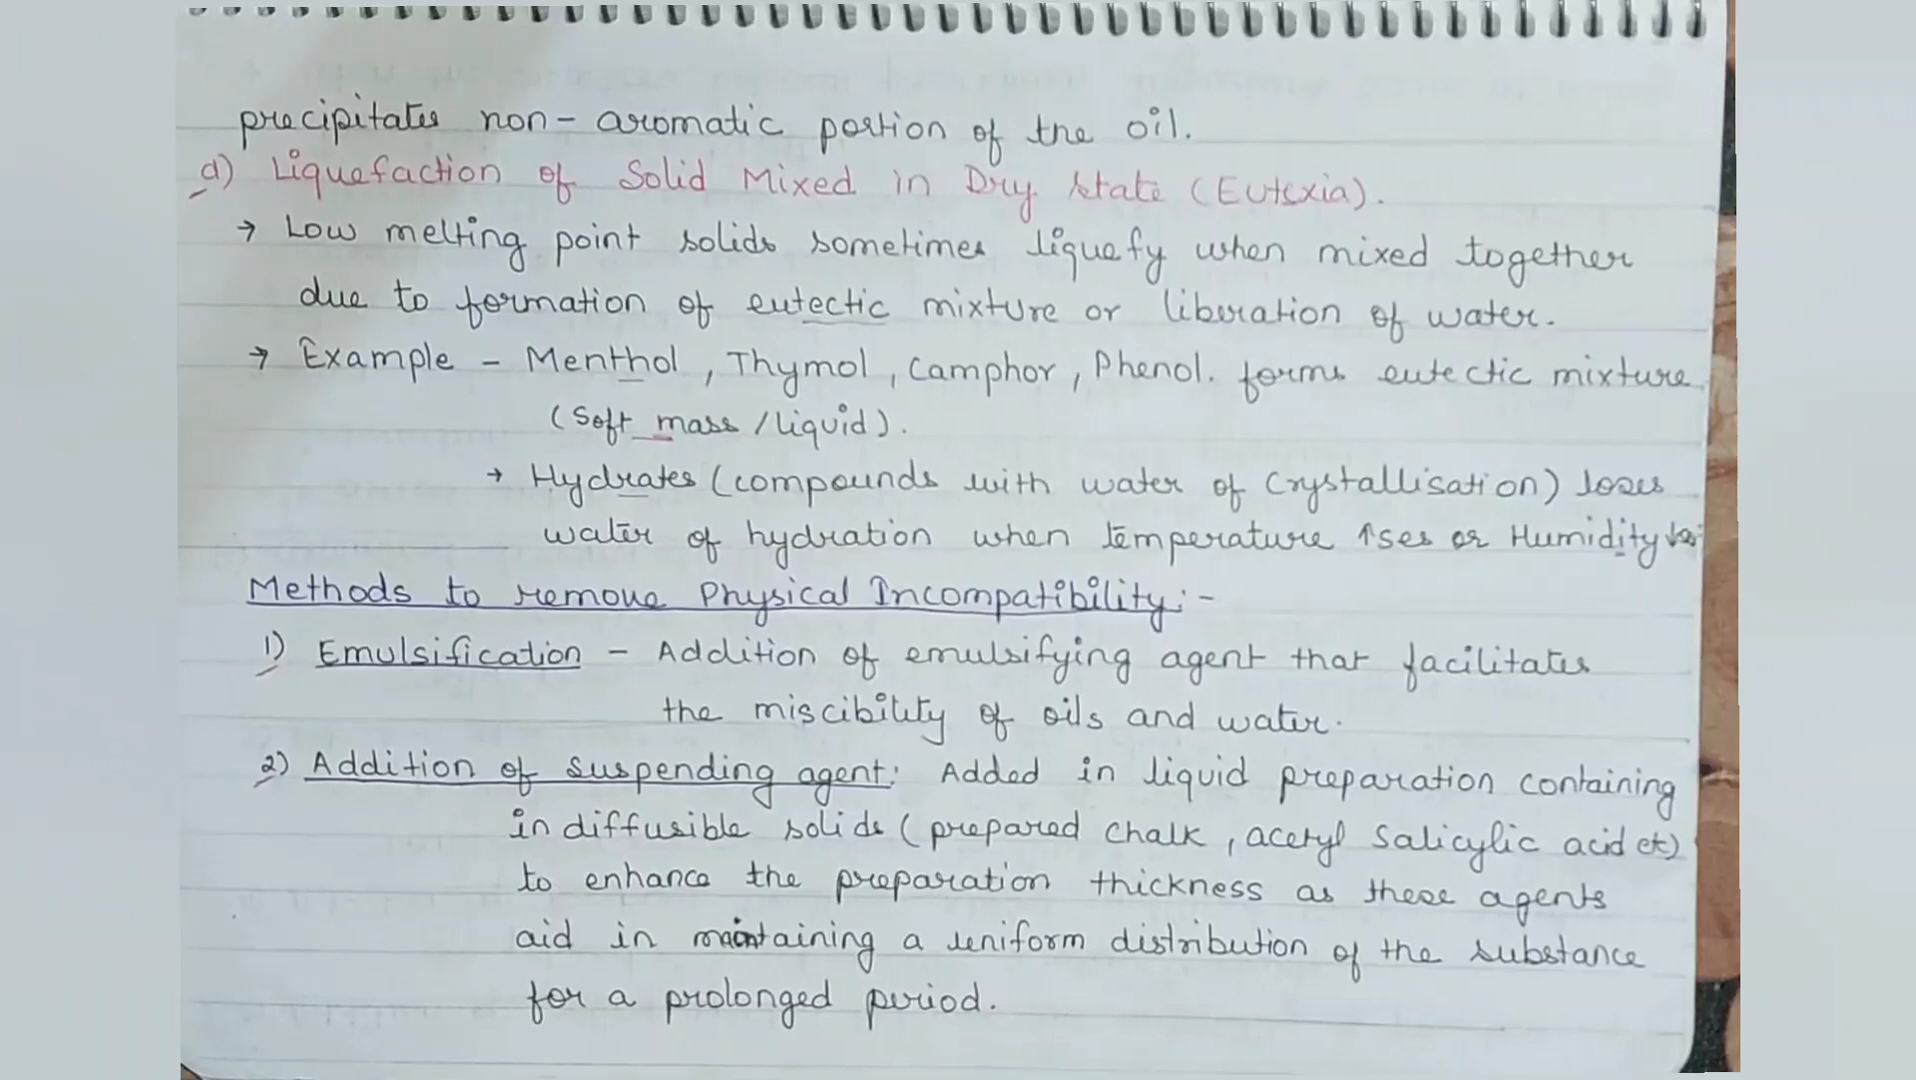 precipitates non-aromatic portion of the oil.
d) Liquefaction of Solid Mixed in Dry state (Eutexia).
→ Low melting point solids sometimes liquefy when mixed together
due to formation of eutectic mixture or liberation of water.
→ Example - Menthol, Thymol, Camphor, Phenol. forms eutectic mixture
(Soft mass / liquid).
→ Hydrates (compounds with water of Crystallisation) loses
water of hydration when temperature ↑ses or Humidity
Methods to remove Physical Incompatibility:-
1) Emulsification - Addition of emulsifying agent that facilitates
the miscibility of oils and water.
2) Addition of suspending agent: Added in liquid preparation containing
indiffusible solids (prepared chalk, acetyl salicylic acid etc)
to enhance the preparation thickness as these agents
aid in maintaining a uniform distribution of the substance
for a prolonged period.